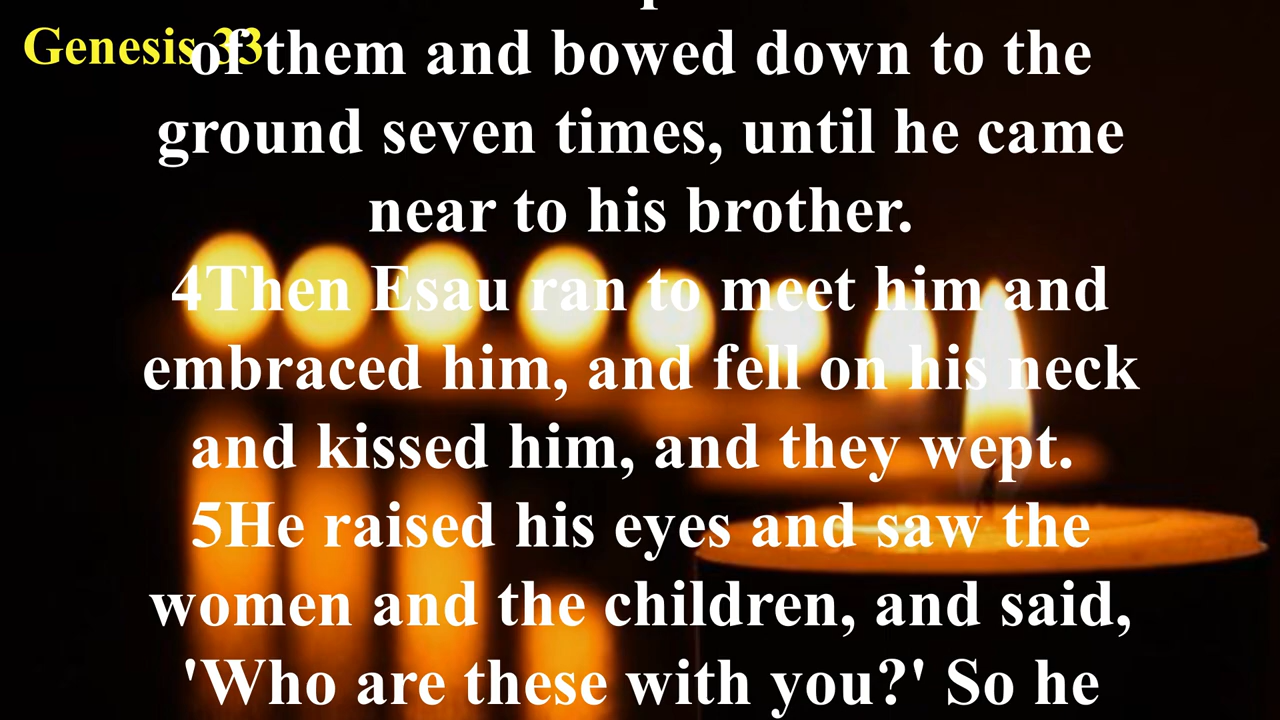 Genesis 33
of them and bowed down to the
ground seven times, until he came
near to his brother.
4Then Esau ran to meet him and
embraced him, and fell on his neck
and kissed him, and they wept.
5He raised his eyes and saw the
women and the children, and said,
'Who are these with you?' So he